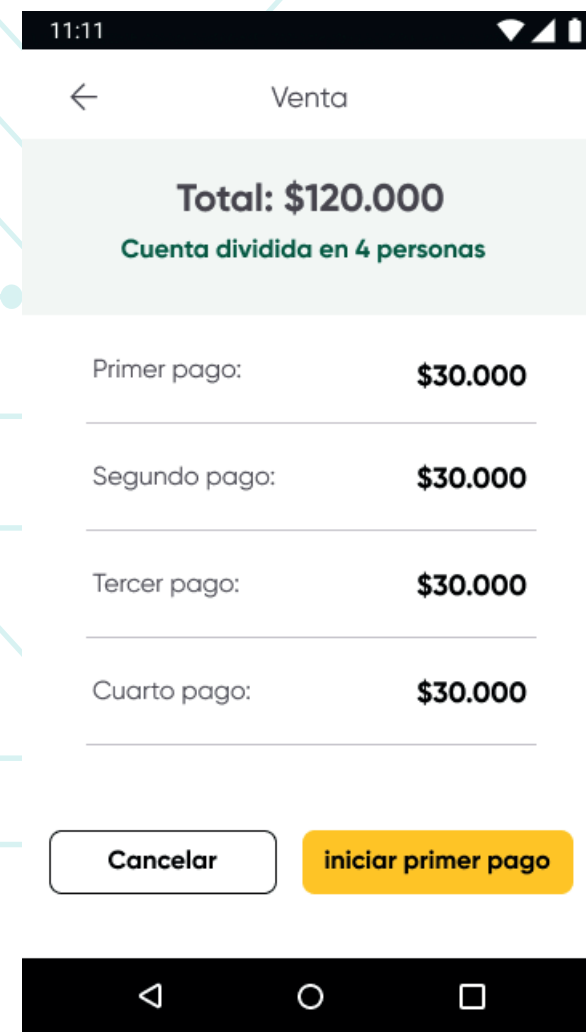 11:11
Venta
Total: $120.000
Cuenta dividida en 4 personas
Primer pago: $30.000
Segundo pago: $30.000
Tercer pago: $30.000
Cuarto pago: $30.000
Cancelar iniciar primer pago